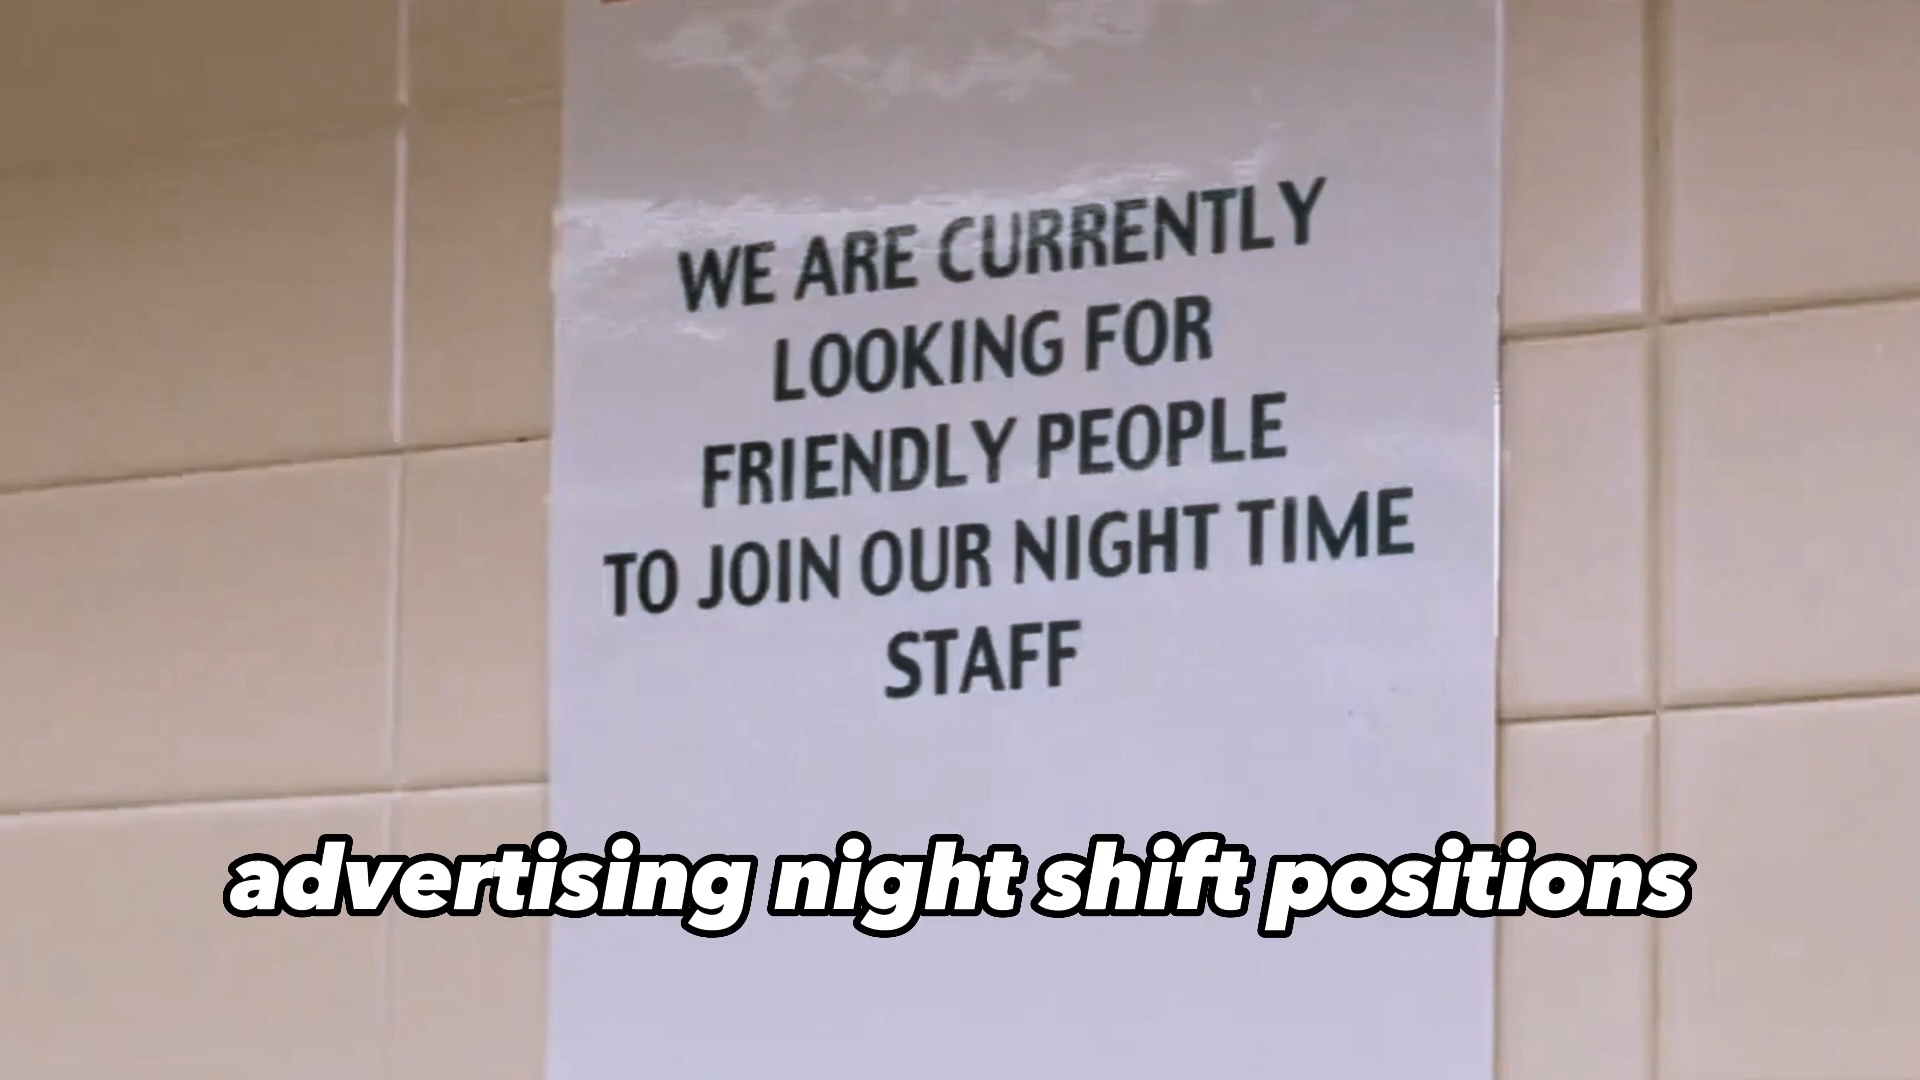 WE ARE CURRENTLY
LOOKING FOR
FRIENDLY PEOPLE
TO JOIN OUR NIGHT TIME
STAFF
advertising night shift positions